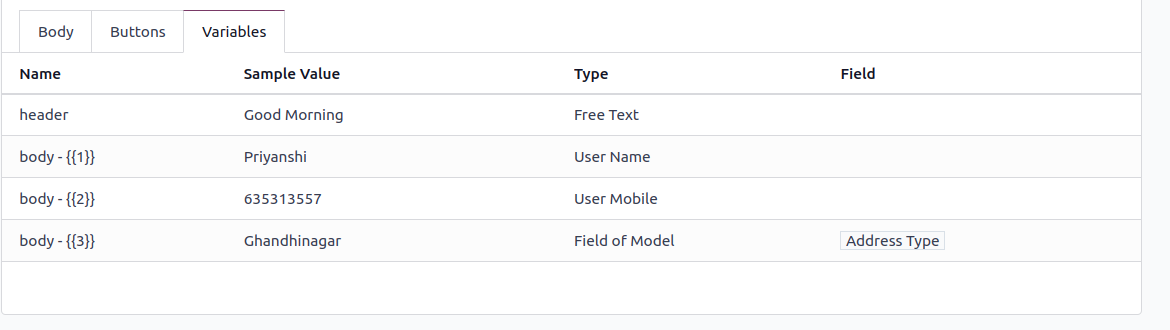 Body Buttons Variables
Name Sample Value Type Field
header Good Morning Free Text
body - {{1}} Priyanshi User Name
body - {{2}} 635313557 User Mobile
body - {{3}} Ghandhinagar Field of Model Address Type